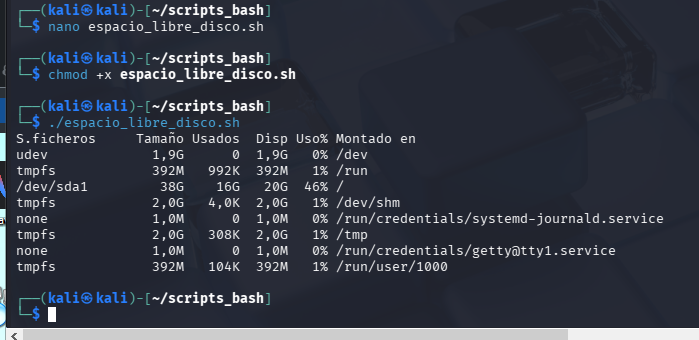 ┌──(kali㉿kali)-[~/scripts_bash]
└─$ nano espacio_libre_disco.sh
┌──(kali㉿kali)-[~/scripts_bash]
└─$ chmod +x espacio_libre_disco.sh
┌──(kali㉿kali)-[~/scripts_bash]
└─$ ./espacio_libre_disco.sh
S.ficheros     Tamaño Usados  Disp Uso% Montado en
udev             1,9G      0  1,9G   0% /dev
tmpfs            392M   992K  392M   1% /run
/dev/sda1         38G    16G   20G  46% /
tmpfs            2,0G   4,0K  2,0G   1% /dev/shm
none             1,0M      0  1,0M   0% /run/credentials/systemd-journald.service
tmpfs            2,0G   308K  2,0G   1% /tmp
none             1,0M      0  1,0M   0% /run/credentials/getty@tty1.service
tmpfs            392M   104K  392M   1% /run/user/1000
┌──(kali㉿kali)-[~/scripts_bash]
└─$